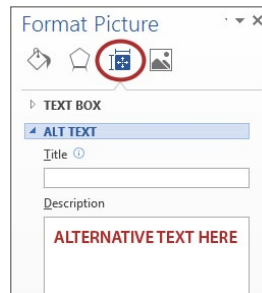 Format Picture
TEXT BOX
ALT TEXT
Title
Description
ALTERNATIVE TEXT HERE